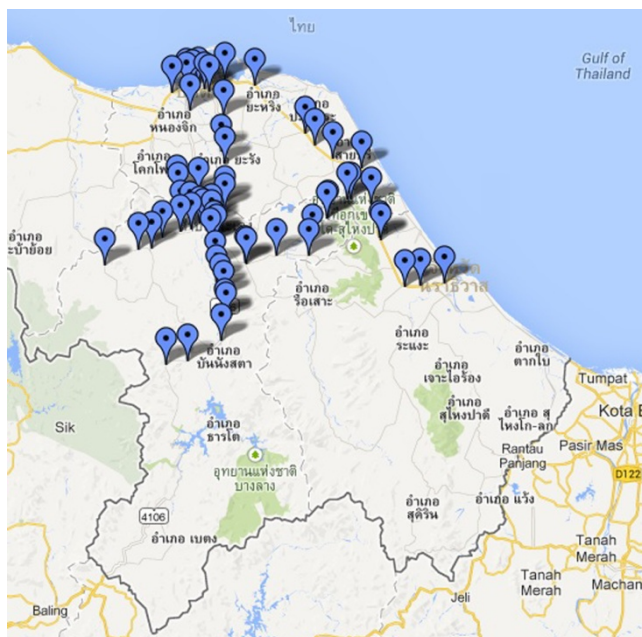 ไทย
Gulf of
Thailand
อำเภอ
ยะหริ่ง
อำเภอ
หนองจิก
อำเภอ
อำเภอ ยะรัง
อำเภอ
อำเภอ
ะบ้าย้อย
อำเภอ
รือเสาะ
อำเภอ
ระแงะ
อำเภอ
ตากใบ
อำเภอ
บันนังสตา
อำเภอ
เจาะไอร้อง
Tumpat
อำเภอ
สุไหงปาดี
อำเภอ สุ
ไหงโก-ลก
Kota B
Sik
อำเภอ
ธารโต
Rantau
Panjang
Pasir Mas
D122
อุทยานแห่งชาติ
บางลาง
4106
อำเภอ เบตง
อำเภอ
สุคิริน
อำเภอ แว้ง
Tanah
Merah
Tanah
Merah
Machan
Baling
Jeli